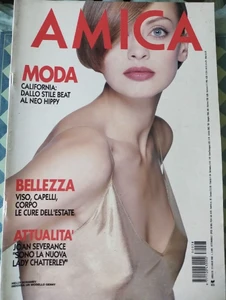 AMICA
MODA
CALIFORNIA:
DALLO STILE BEAT
AL NEO HIPPY
BELLEZZA
VISO, CAPELLI,
CORPO
LE CURE DELL'ESTATE
ATTUALITA'
JOAN SEVERANCE
"SONO LA NUOVA
LADY CHATTERLEY"